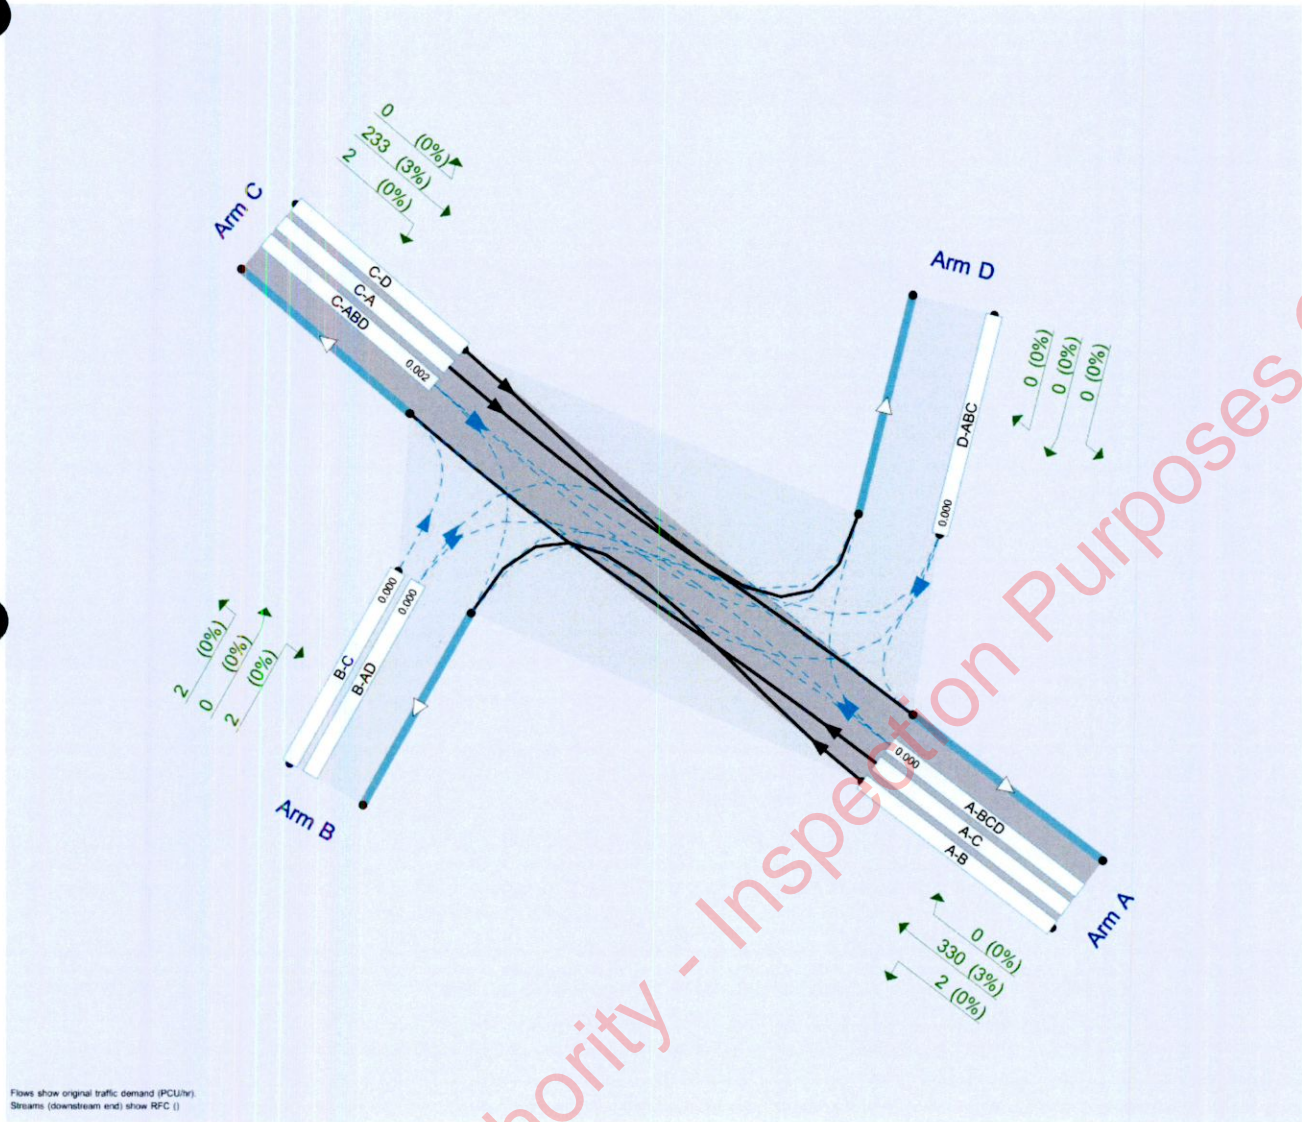 0 (0%)
233 (3%)
2 (0%)
Arm C
C-D
C-A
C-ABD
0.002
Arm D
0 (0%)
0 (0%)
0 (0%)
D-ABC
0.000
0.000
0.000
B-C
B-AD
2 (0%)
0 (0%)
2 (0%)
Arm B
0.000
A-BCD
A-C
A-B
Arm A
0 (0%)
330 (3%)
2 (0%)
hority - Inspection Purposes
Flows show original traffic demand (PCU/hr).
Streams (downstream end) show RFC ()